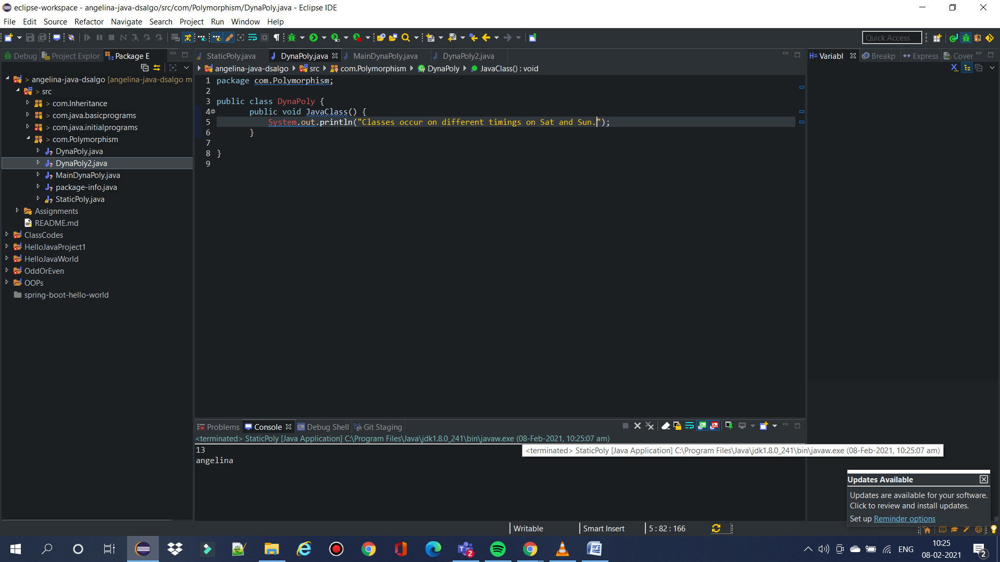 eclipse-workspace - angelina-java-dsalgo/src/com/Polymorphism/DynaPoly.java - Eclipse IDE
File Edit Source Refactor Navigate Search Project Run Window Help
Quick Access
Debug Project Explor Package E
StaticPoly.java DynaPoly.java MainDynaPoly.java DynaPoly2.java
Variabl Breakp Express Cover
angelina-java-dsalgo src com.Polymorphism DynaPoly JavaClass() : void
> angelina-java-dsalgo [angelina-java-dsalgo m
> src
> com.Inheritance
> com.java.basicprograms
> com.java.initialprograms
> com.Polymorphism
DynaPoly.java
DynaPoly2.java
MainDynaPoly.java
package-info.java
StaticPoly.java
Assignments
README.md
ClassCodes
HelloJavaProject1
HelloJavaWorld
OddOrEven
OOPs
spring-boot-hello-world
1 package com.Polymorphism;
2
3 public class DynaPoly {
4 public void JavaClass() {
5 System.out.println("Classes occur on different timings on Sat and Sun.");
6 }
7
8 }
9
Problems Console Debug Shell Git Staging
<terminated> StaticPoly [Java Application] C:\Program Files\Java\jdk1.8.0_241\bin\javaw.exe (08-Feb-2021, 10:25:07 am)
13
angelina
<terminated> StaticPoly [Java Application] C:\Program Files\Java\jdk1.8.0_241\bin\javaw.exe (08-Feb-2021, 10:25:07 am)
Updates Available
Updates are available for your software.
Click to review and install updates.
Set up Reminder options
Writable Smart Insert 5 : 82 : 166
2
ENG
10:25
08-02-2021
2